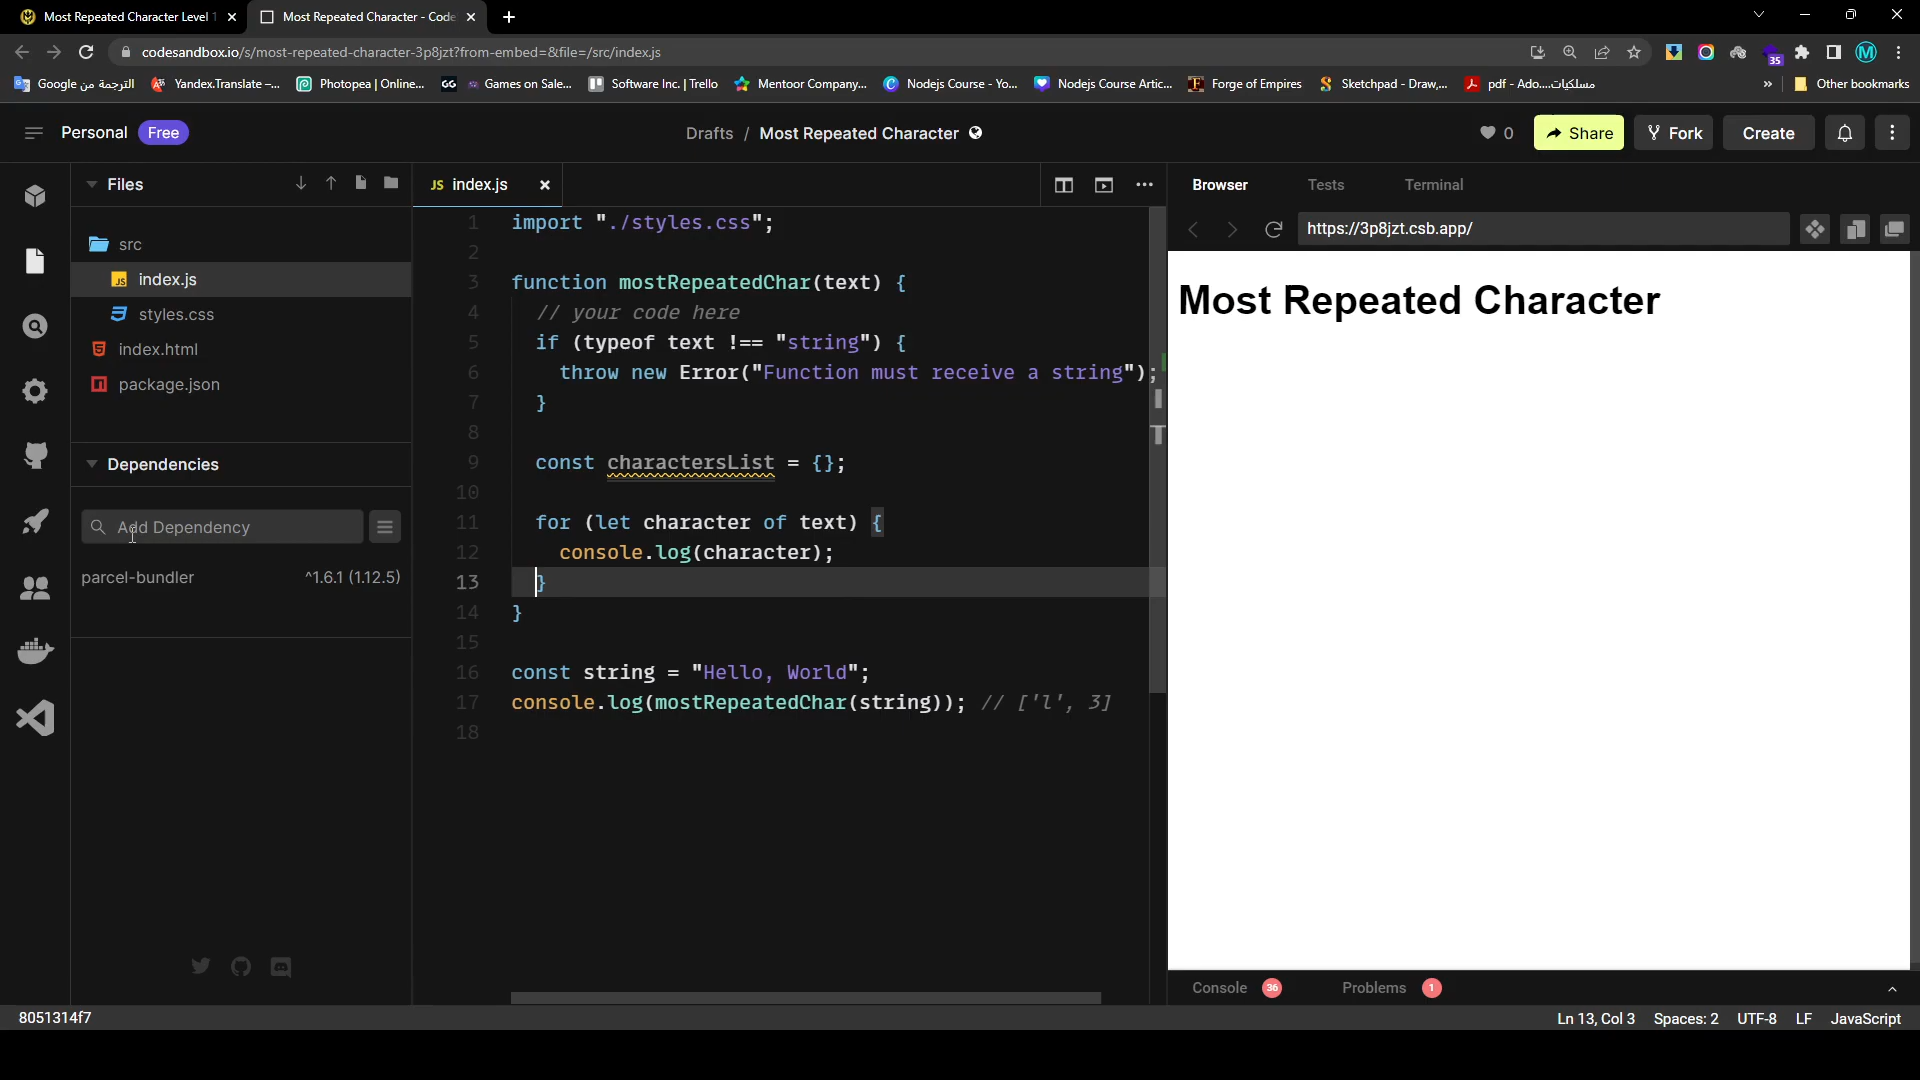 Most Repeated Character Level 1
Most Repeated Character - Code
codesandbox.io/s/most-repeated-character-3p8jzt?from-embed=&file=/src/index.js
35
M
الترجمة من Google
Yandex.Translate –...
Photopea | Online...
GG
Games on Sale...
Software Inc. | Trello
Mentoor Company...
Nodejs Course - Yo...
Nodejs Course Artic...
Forge of Empires
Sketchpad - Draw,...
مسلكيات....pdf - Ado
»
Other bookmarks
Personal
Free
Drafts / Most Repeated Character
0
Share
Fork
Create
Files
src
index.js
styles.css
index.html
package.json
Dependencies
Add Dependency
parcel-bundler ^1.6.1 (1.12.5)
JS index.js
1 import "./styles.css";
2
3 function mostRepeatedChar(text) {
4 // your code here
5 if (typeof text !== "string") {
6 throw new Error("Function must receive a string");
7 }
8
9 const charactersList = {};
10
11 for (let character of text) {
12 console.log(character);
13 }
14 }
15
16 const string = "Hello, World";
17 console.log(mostRepeatedChar(string)); // ['l', 3]
18
Browser
Tests
Terminal
https://3p8jzt.csb.app/
Most Repeated Character
Console 36
Problems 1
8051314f7
Ln 13, Col 3
Spaces: 2
UTF-8
LF
JavaScript